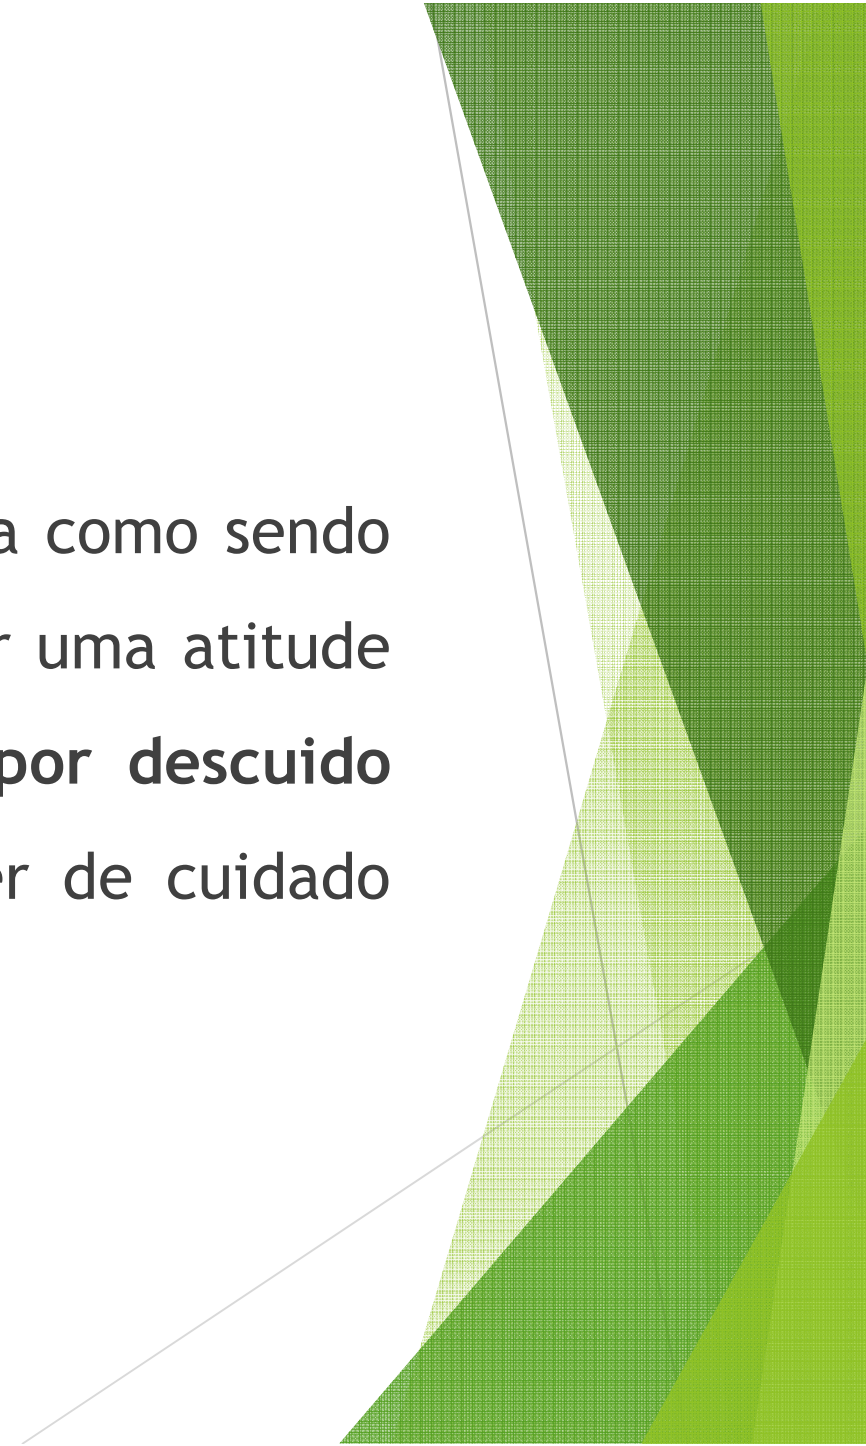 a como sendo
r uma atitude
por descuido
er de cuidado